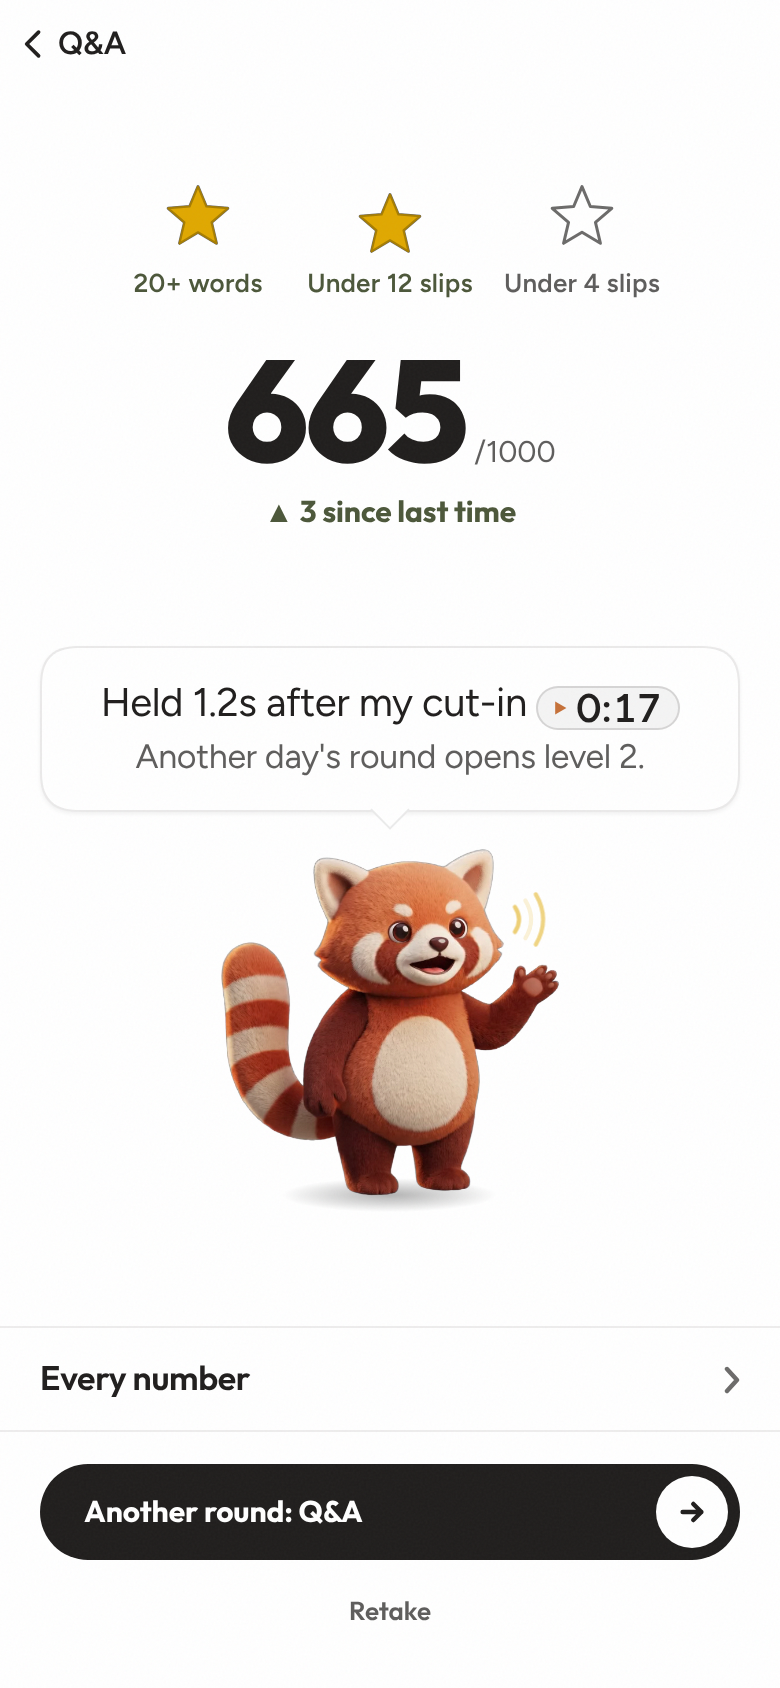 Q&A
20+ words
Under 12 slips
Under 4 slips
665 /1000
▲ 3 since last time
Held 1.2s after my cut-in ▶ 0:17
Another day's round opens level 2.
Every number
Another round: Q&A
Retake